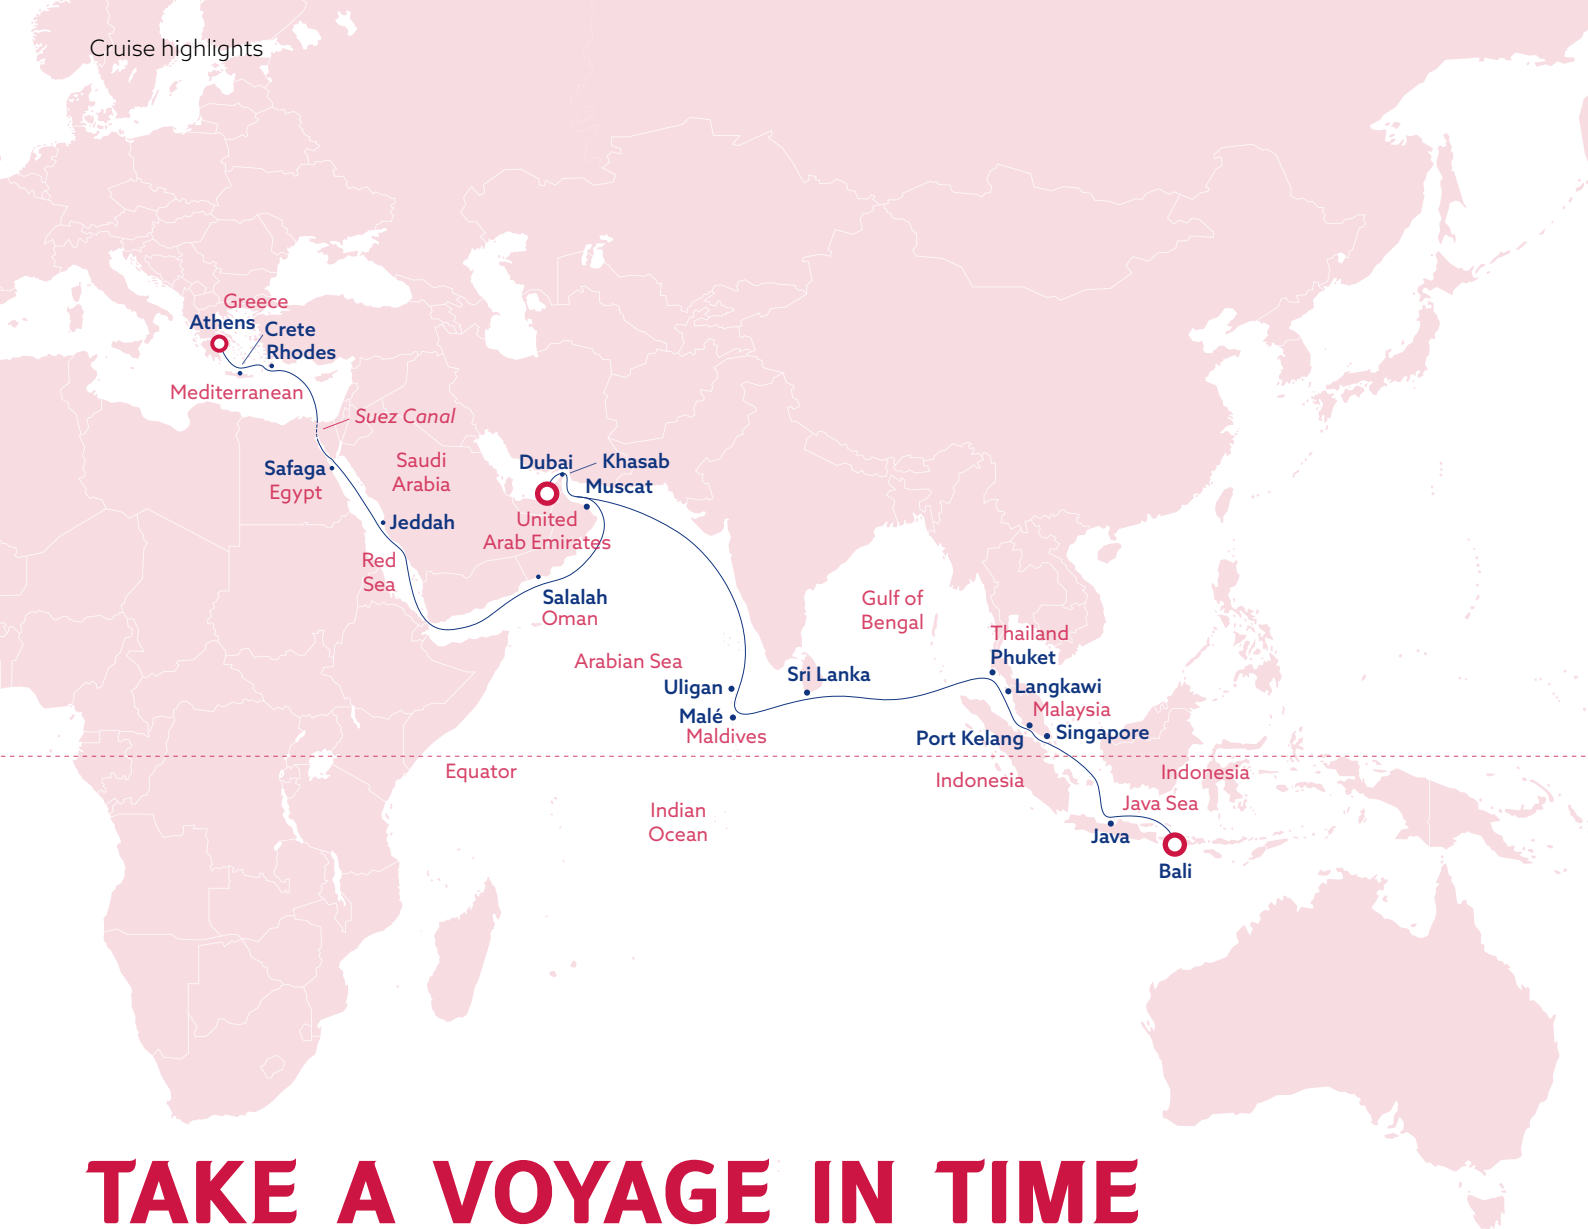 Cruise highlights
Greece
Athens
Crete
Rhodes
Mediterranean
Suez Canal
Safaga
Egypt
Saudi
Arabia
Jeddah
Red
Sea
Dubai
Khasab
Muscat
United
Arab Emirates
Salalah
Oman
Arabian Sea
Gulf of
Bengal
Uligan
Malé
Maldives
Sri Lanka
Thailand
Phuket
Langkawi
Malaysia
Port Kelang
Singapore
Equator
Indian
Ocean
Indonesia
Indonesia
Java Sea
Java
Bali
TAKE A VOYAGE IN TIME